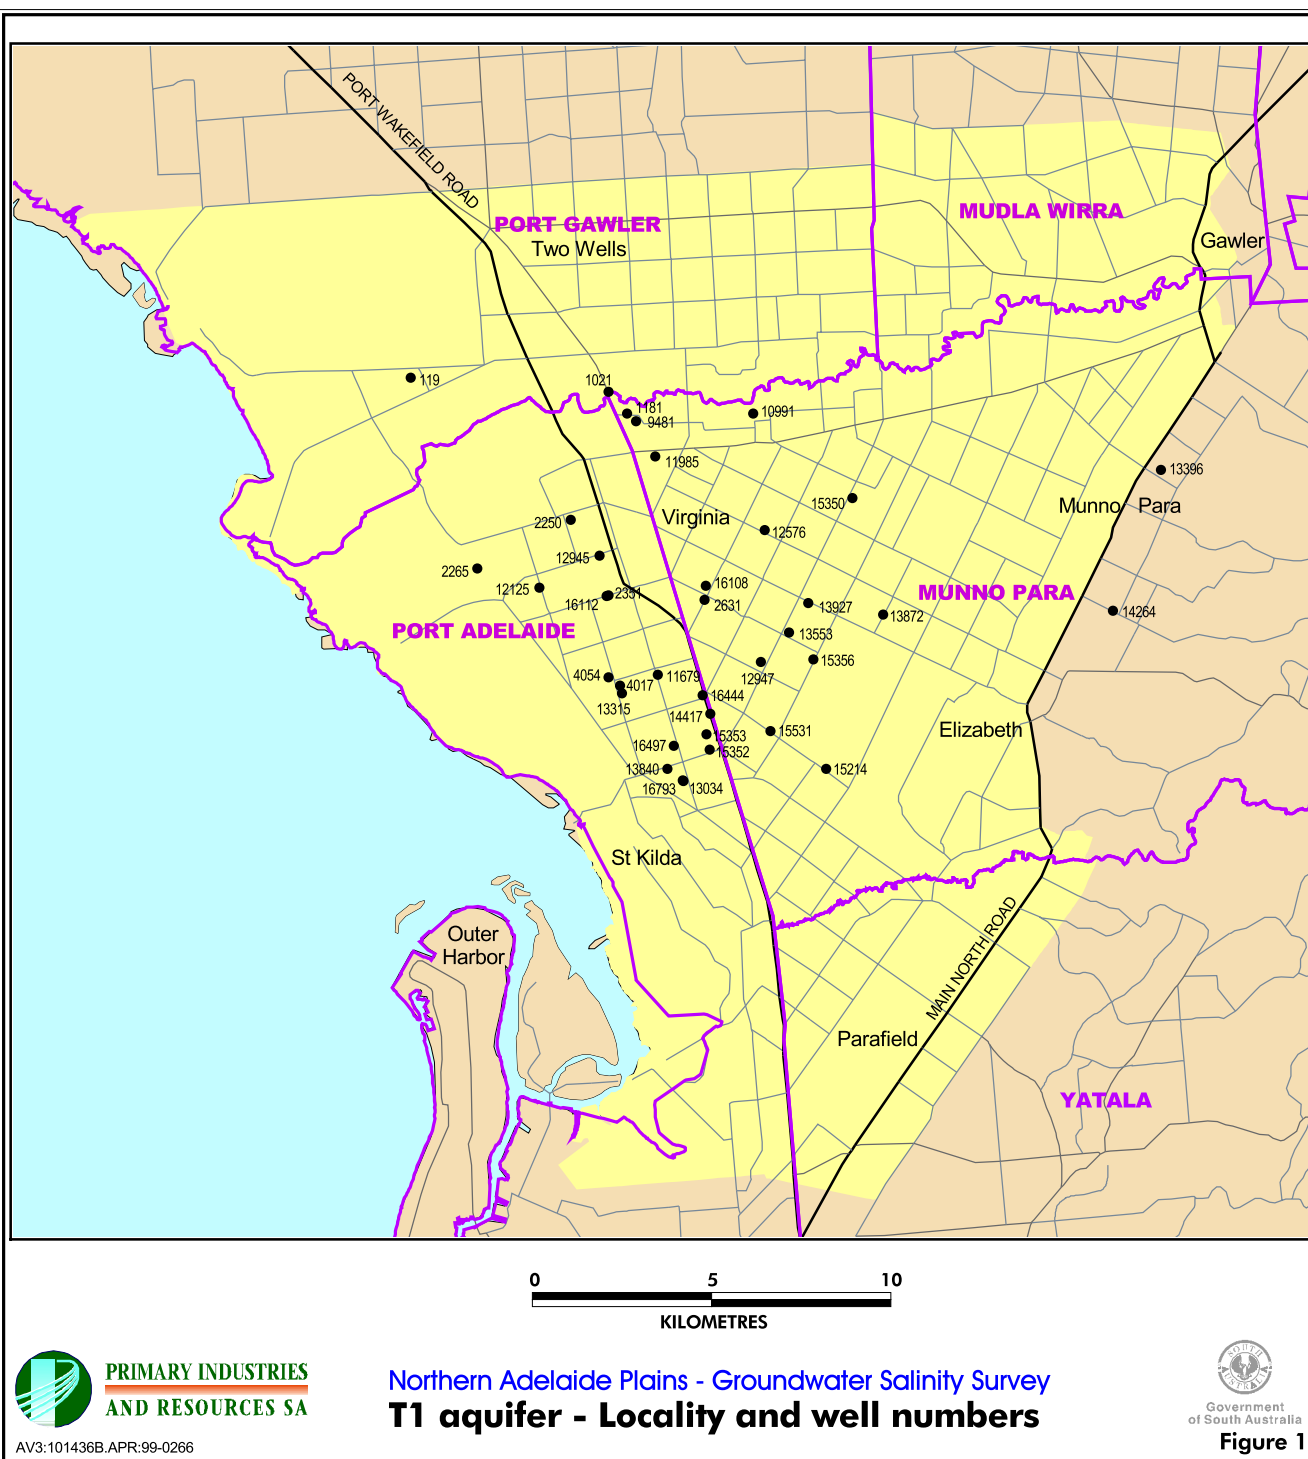 PORT WAKEFIELD ROAD
PORT GAWLER
Two Wells
MUDLA WIRRA
Gawler
119
1021
1181
9481
10991
11985
13396
15350
Munno Para
Virginia
2250
12576
12945
2265
12125
16112
2351
16108
2631
13927
MUNNO PARA
13872
14264
PORT ADELAIDE
13553
15356
12947
4054
4017
11679
13315
16444
14417
15353
15531
Elizabeth
16497
15352
13840
15214
16793
13034
St Kilda
Outer
Harbor
MAIN NORTH ROAD
Parafield
YATALA
0 5 10
KILOMETRES
PRIMARY INDUSTRIES
AND RESOURCES SA
AV3:101436B.APR:99-0266
Northern Adelaide Plains - Groundwater Salinity Survey
T1 aquifer - Locality and well numbers
SOUTH
AUSTRALIA
Government
of South Australia
Figure 1